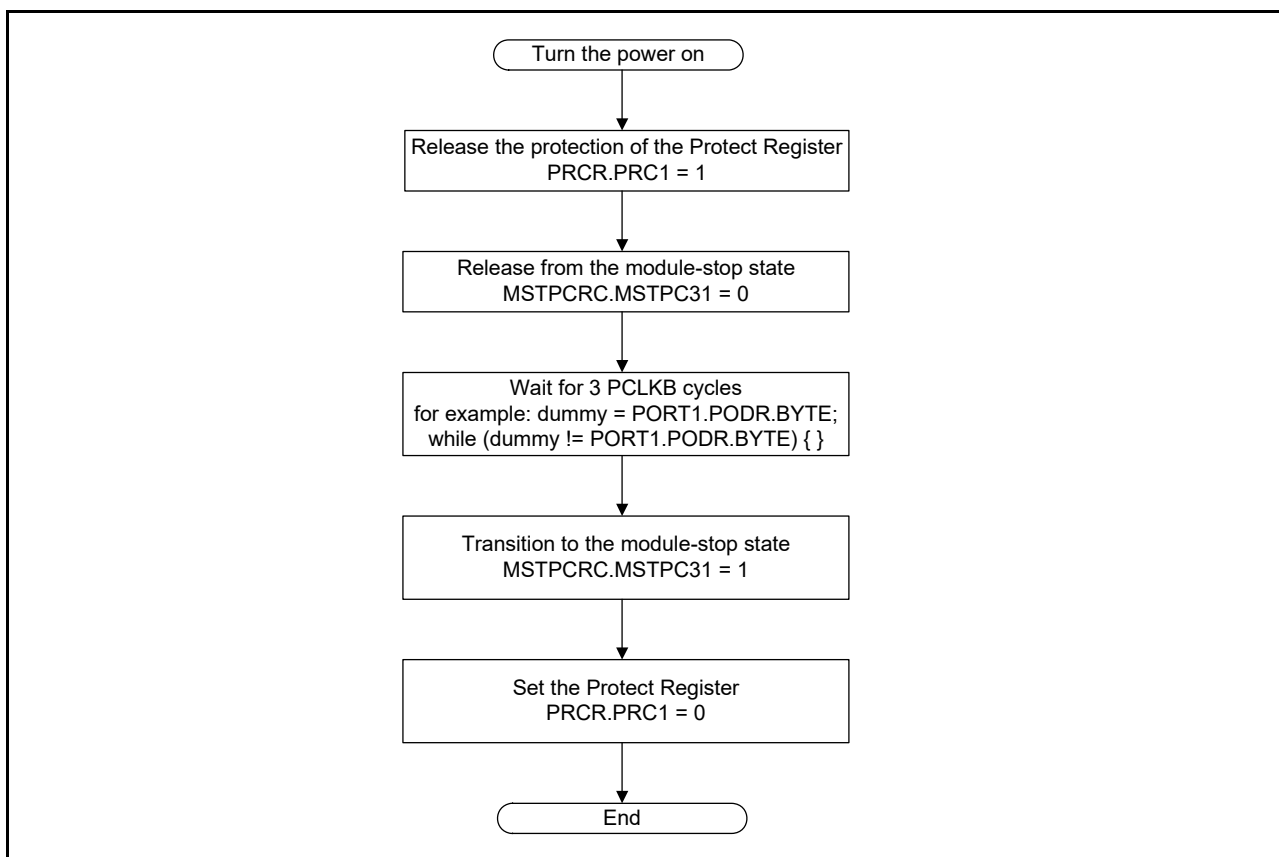 Turn the power on
Release the protection of the Protect Register
PRCR.PRC1 = 1
Release from the module-stop state
MSTPCRC.MSTPC31 = 0
Wait for 3 PCLKB cycles
for example: dummy = PORT1.PODR.BYTE;
while (dummy != PORT1.PODR.BYTE) { }
Transition to the module-stop state
MSTPCRC.MSTPC31 = 1
Set the Protect Register
PRCR.PRC1 = 0
End